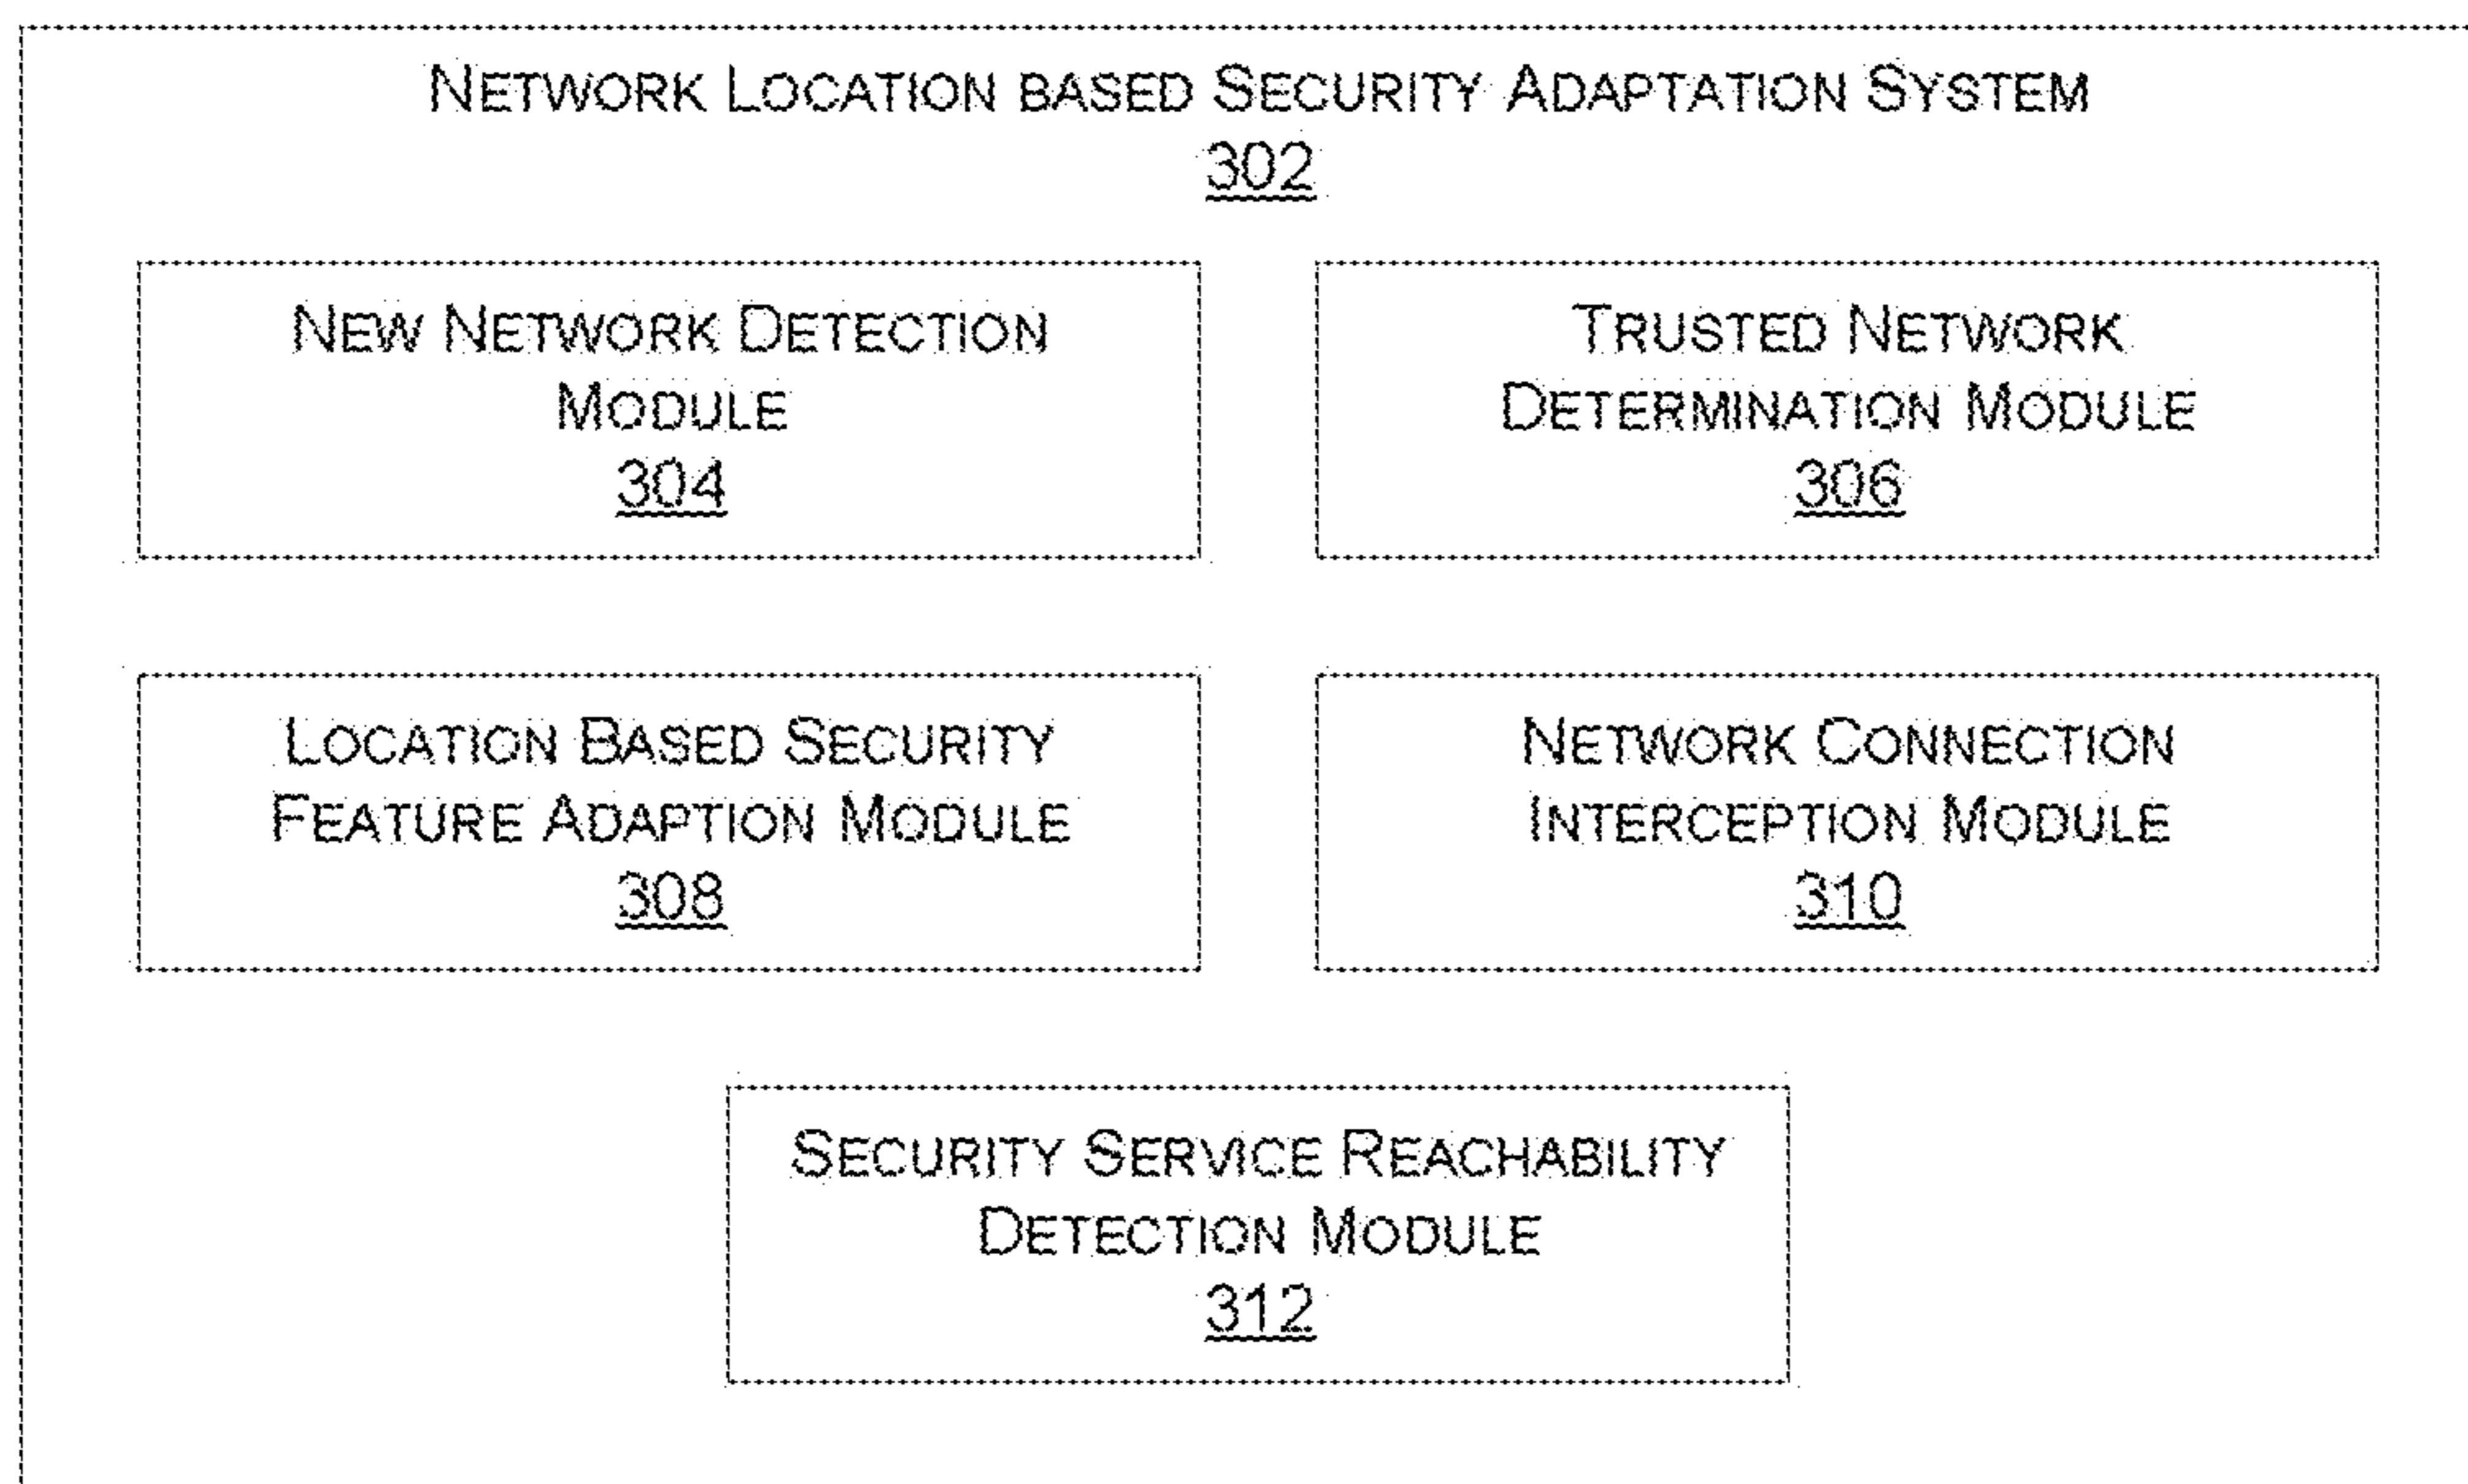 NETWORK LOCATION BASED SECURITY ADAPTATION SYSTEM
302
NEW NETWORK DETECTION
MODULE
304
TRUSTED NETWORK
DETERMINATION MODULE
306
LOCATION BASED SECURITY
FEATURE ADAPTION MODULE
308
NETWORK CONNECTION
INTERCEPTION MODULE
310
SECURITY SERVICE REACHABILITY
DETECTION MODULE
312